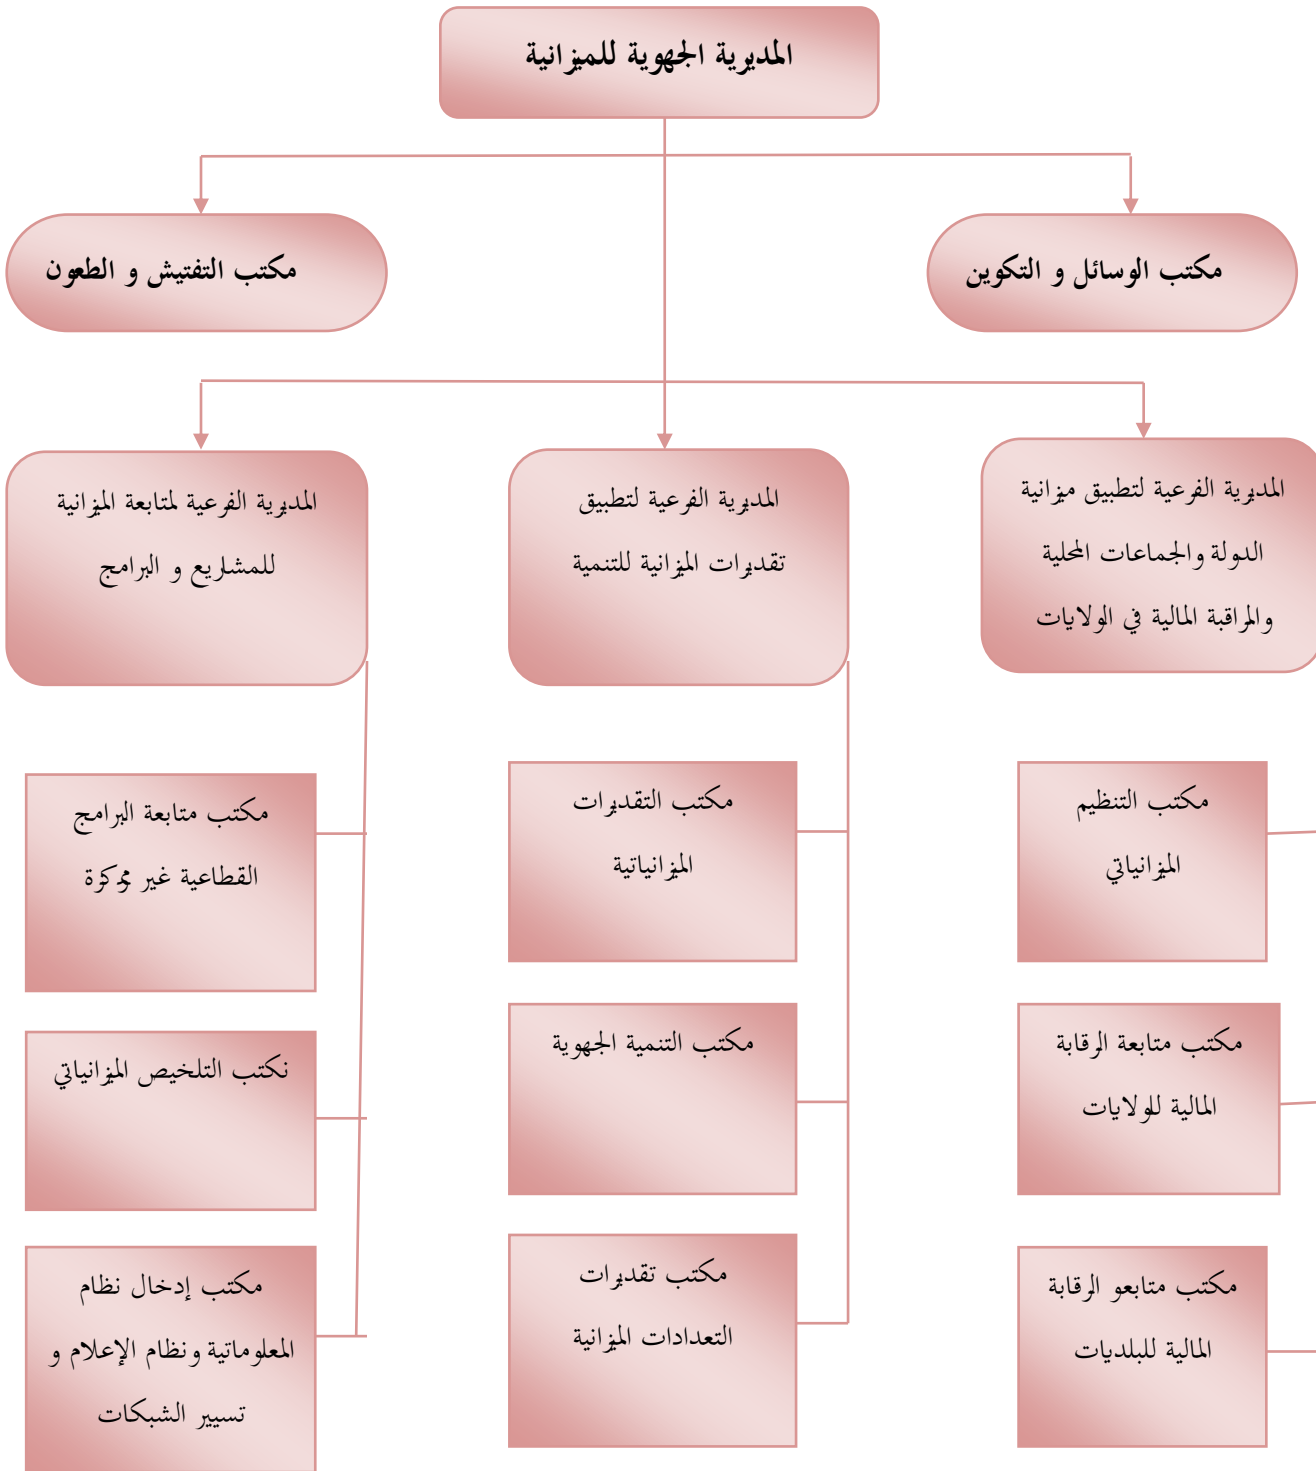 المديرية الجهوية للميزانية
مكتب الوسائل و التكوين
مكتب التفتيش و الطعون
المديرية الفرعية لتطبيق ميزانية
الدولة والجماعات المحلية
والمراقبة المالية في الولايات
المديرية الفرعية لتطبيق
تقديرات الميزانية للتنمية
المديرية الفرعية لمتابعة الميزانية
للمشاريع و البرامج
مكتب التنظيم
الميزانياتي
مكتب التقديرات
الميزانياتية
مكتب متابعة البرامج
القطاعية غير ممركزة
مكتب متابعة الرقابة
المالية للولايات
مكتب التنمية الجهوية
نكتب التلخيص الميزانياتي
مكتب متابعو الرقابة
المالية للبلديات
مكتب تقديرات
التعدادات الميزانية
مكتب إدخال نظام
المعلوماتية ونظام الإعلام و
تسيير الشبكات